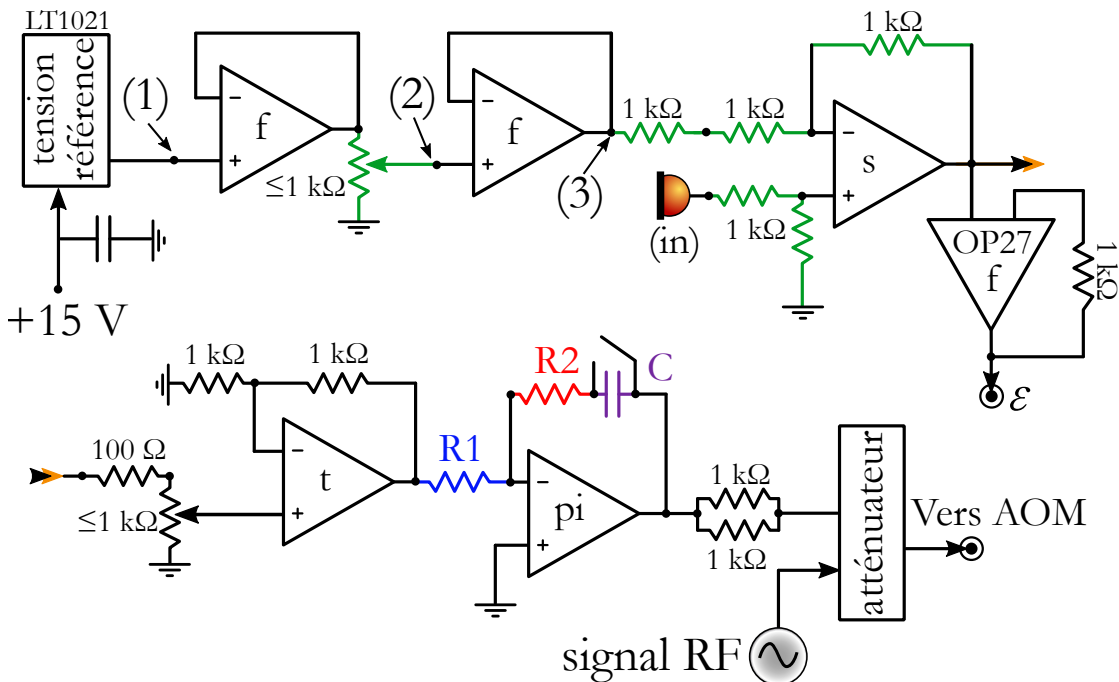 LT1021
tension
référence
+15 V
(1)
−
+
f
≤1 kΩ
(2)
−
+
f
(3)
1 kΩ
1 kΩ
1 kΩ
(in)
1 kΩ
−
+
s
OP27
f
1 kΩ
ε
1 kΩ
1 kΩ
100 Ω
≤1 kΩ
−
+
t
R1
R2
C
−
+
pi
1 kΩ
1 kΩ
atténuateur
Vers AOM
signal RF